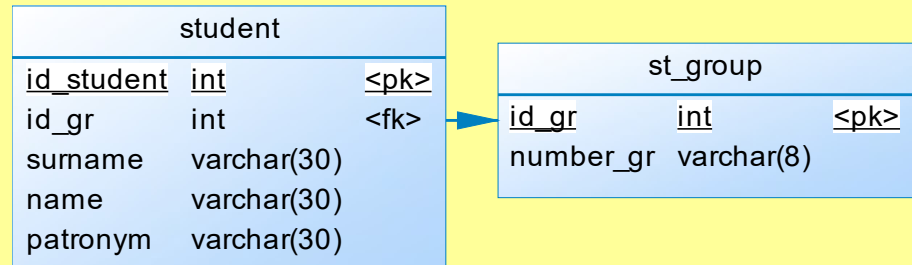 student
id_student int <pk>
id_gr int <fk>
surname varchar(30)
name varchar(30)
patronym varchar(30)
st_group
id_gr int <pk>
number_gr varchar(8)